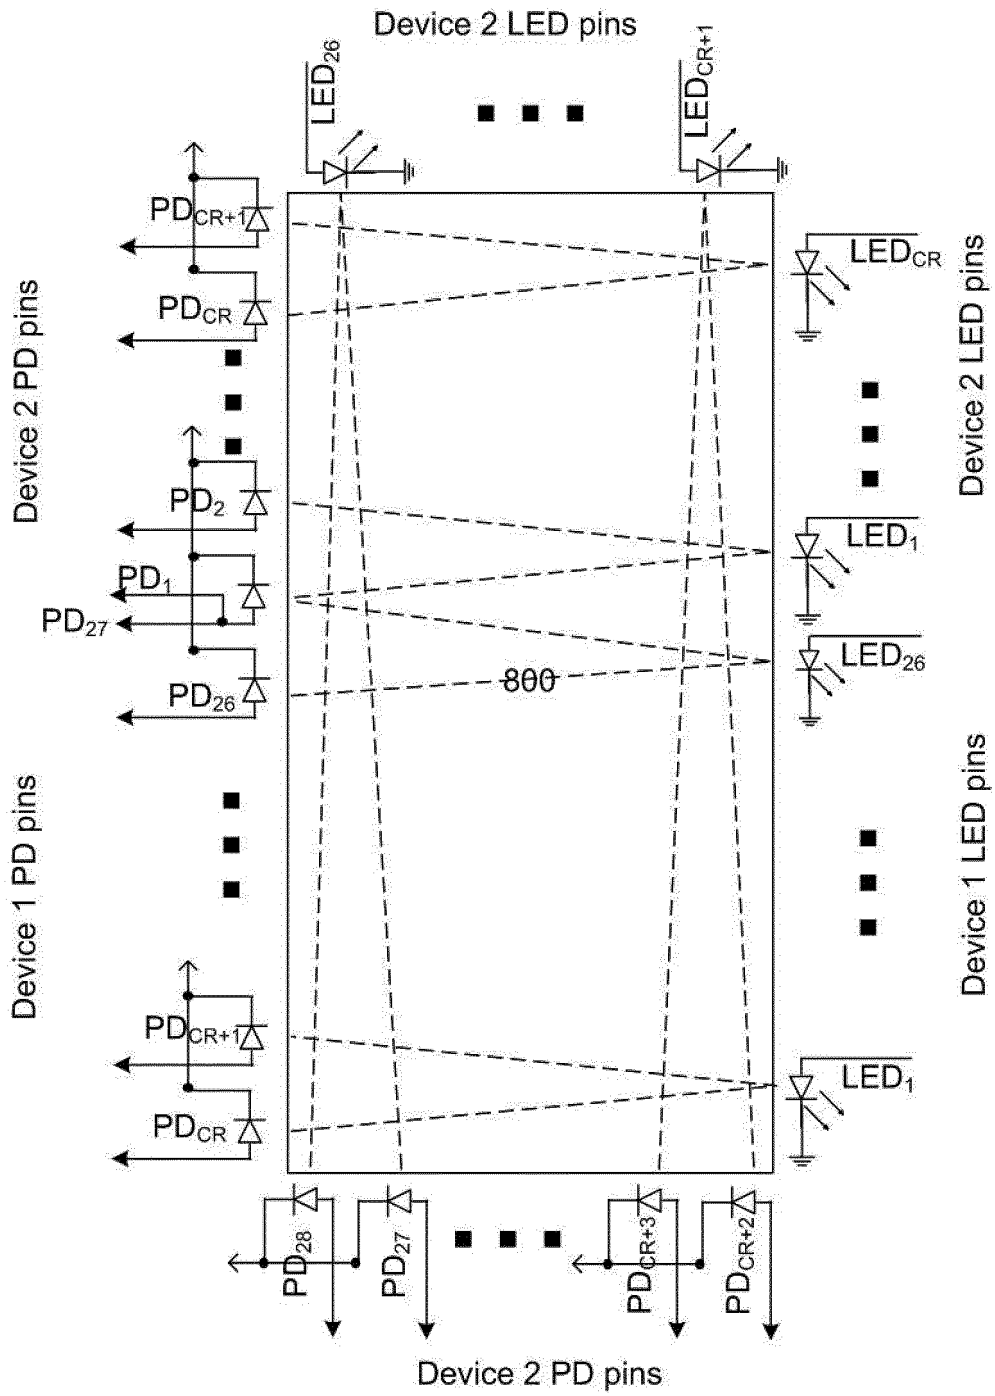 Device 2 LED pins
LED26
LEDCR+1
PDCR+1
LEDCR
PDCR
Device 2 PD pins
Device 2 LED pins
PD2
LED1
PD1
PD27
LED26
PD26
800
Device 1 PD pins
Device 1 LED pins
PDCR+1
LED1
PDCR
PD28
PD27
PDCR+3
PDCR+2
Device 2 PD pins